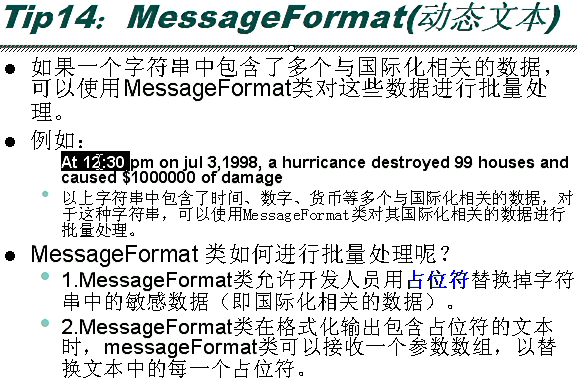 Tip14：MessageFormat(动态文本)
如果一个字符串中包含了多个与国际化相关的数据，
可以使用MessageFormat类对这些数据进行批量处
理。
例如：
At 12:30 pm on jul 3,1998, a hurricance destroyed 99 houses and
caused $1000000 of damage
以上字符串中包含了时间、数字、货币等多个与国际化相关的数据，对
于这种字符串，可以使用MessageFormat类对其国际化相关的数据进行
批量处理。
MessageFormat 类如何进行批量处理呢？
1.MessageFormat类允许开发人员用占位符替换掉字符
串中的敏感数据（即国际化相关的数据）。
2.MessageFormat类在格式化输出包含占位符的文本
时，messageFormat类可以接收一个参数数组，以替
换文本中的每一个占位符。